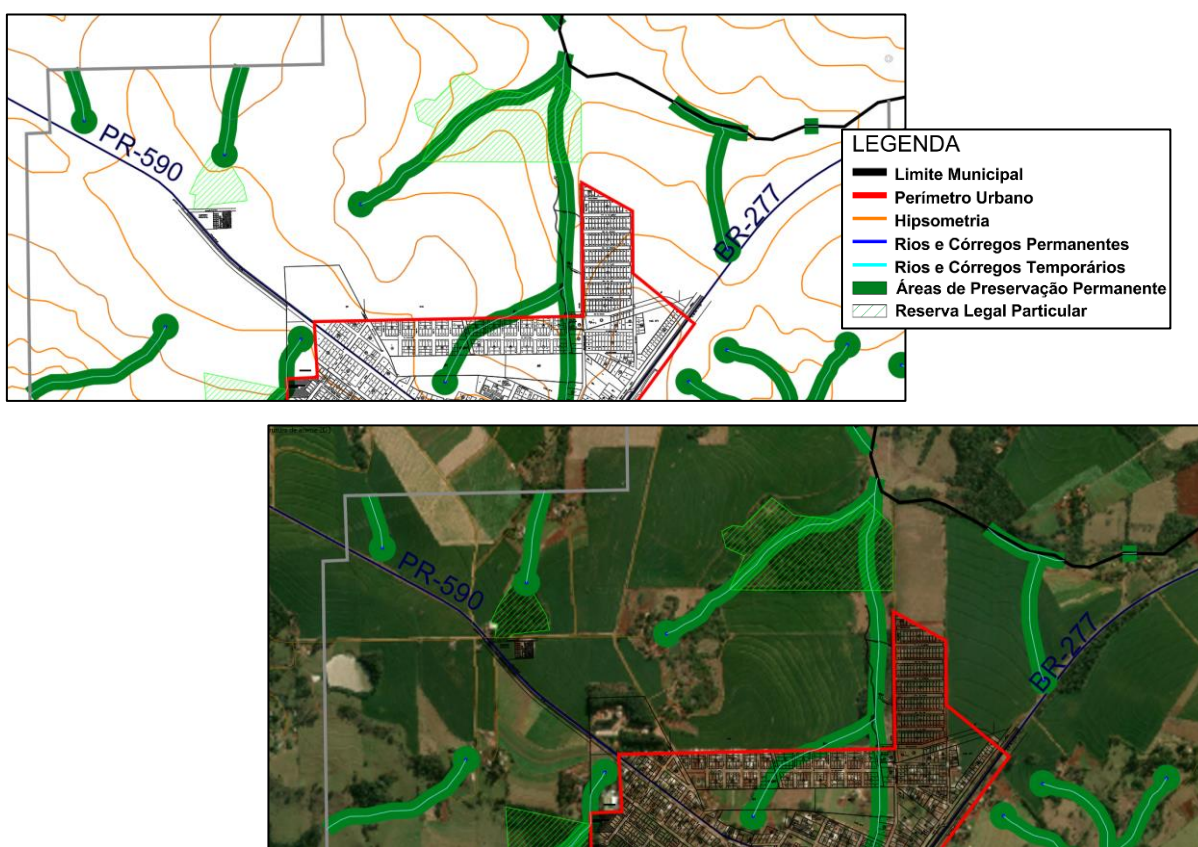 PR-590
BR-277
LEGENDA
Limite Municipal
Perímetro Urbano
Hipsometria
Rios e Córregos Permanentes
Rios e Córregos Temporários
Áreas de Preservação Permanente
Reserva Legal Particular
PR-590
BR-277